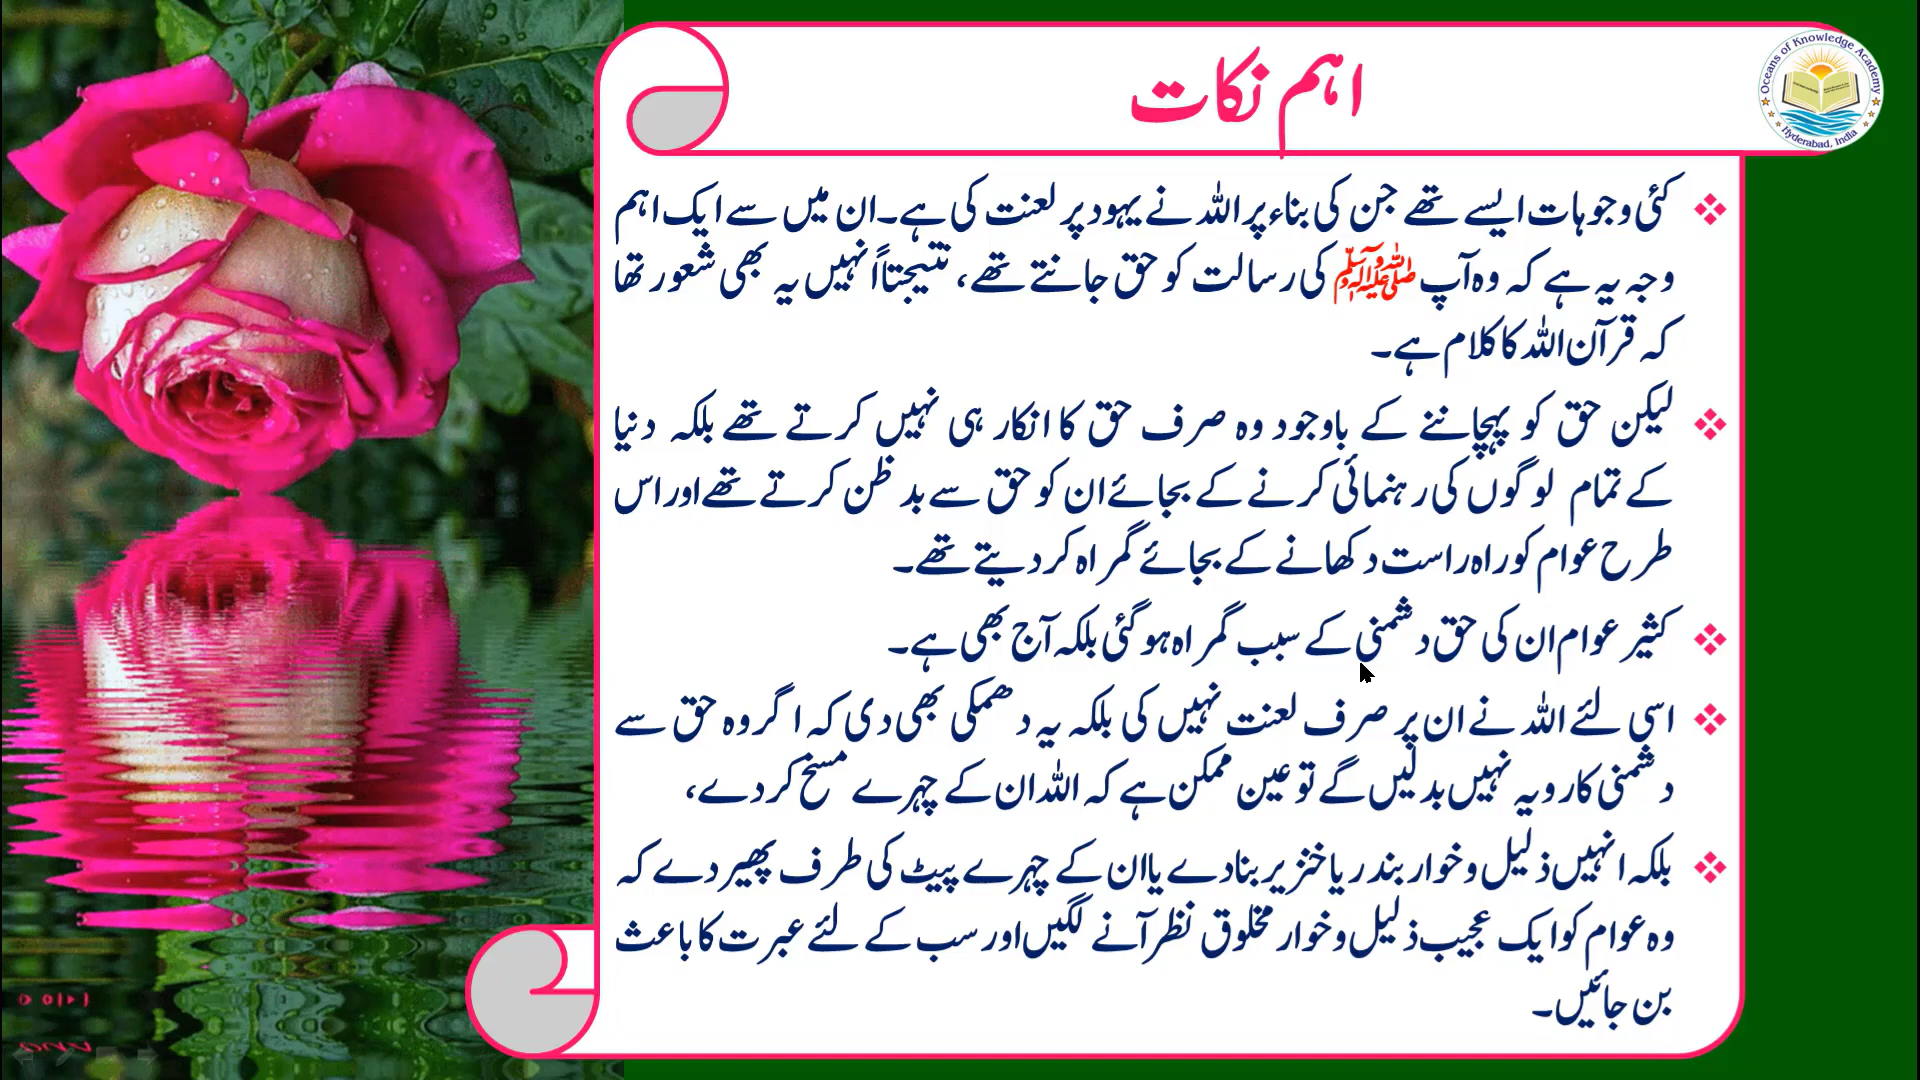 اہم نکات
Oceans of Knowledge Academy
Hyderabad, India
کئی وجوہات ایسے تھے جن کی بناء پر اللہ نے یہود پر لعنت کی ہے۔ ان میں سے ایک اہم
وجہ یہ ہے کہ وہ آپ ﷺ کی رسالت کو حق جانتے تھے، نتیجتاً انہیں یہ بھی شعور تھا
کہ قرآن اللہ کا کلام ہے۔
لیکن حق کو پہچاننے کے باوجود وہ صرف حق کا انکار ہی نہیں کرتے تھے بلکہ دنیا
کے تمام لوگوں کی رہنمائی کرنے کے بجائے ان کو حق سے بد ظن کرتے تھے اور اس
طرح عوام کو راہ راست دکھانے کے بجائے گمراہ کر دیتے تھے۔
کثیر عوام ان کی حق دشمنی کے سبب گمراہ ہو گئی بلکہ آج بھی ہے۔
اسی لئے اللہ نے ان پر صرف لعنت نہیں کی بلکہ یہ دھمکی بھی دی کہ اگر وہ حق سے
دشمنی کا رویہ نہیں بدلیں گے تو عین ممکن ہے کہ اللہ ان کے چہرے مسخ کر دے،
بلکہ انہیں ذلیل و خوار بندر یا خنزیر بنا دے یا ان کے چہرے پیٹ کی طرف پھیر دے کہ
وہ عوام کو ایک عجیب ذلیل و خوار مخلوق نظر آنے لگیں اور سب کے لئے عبرت کا باعث
بن جائیں۔